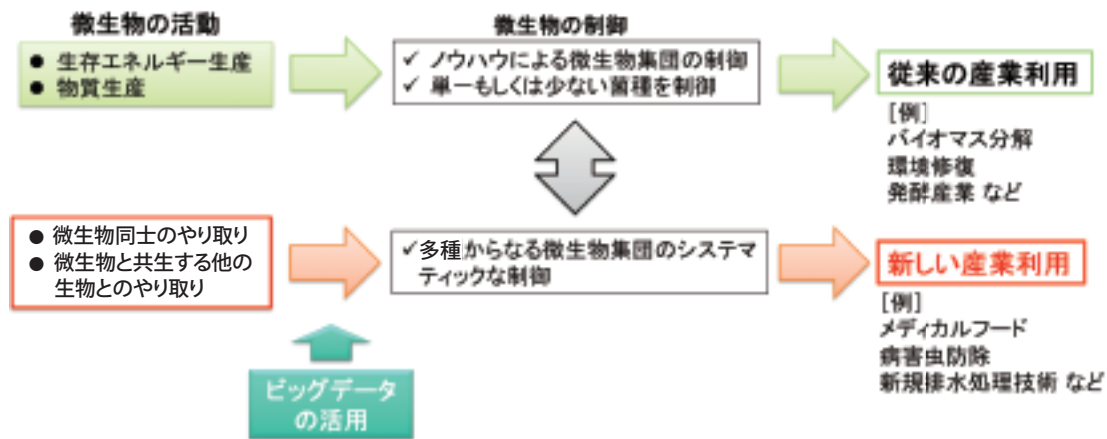 微生物の活動
● 生存エネルギー生産
● 物質生産
微生物の制御
✓ ノウハウによる微生物集団の制御
✓ 単一もしくは少ない菌種を制御
従来の産業利用
[例]
バイオマス分解
環境修復
発酵産業 など
● 微生物同士のやり取り
● 微生物と共生する他の
生物とのやり取り
✓多種からなる微生物集団のシステマ
ティックな制御
新しい産業利用
[例]
メディカルフード
病害虫防除
新規排水処理技術 など
ビッグデータ
の活用